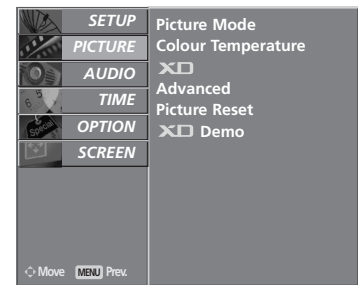 SETUP
PICTURE
AUDIO
TIME
OPTION
SCREEN
Move MENU Prev.
Picture Mode
Colour Temperature
XD
Advanced
Picture Reset
XD Demo